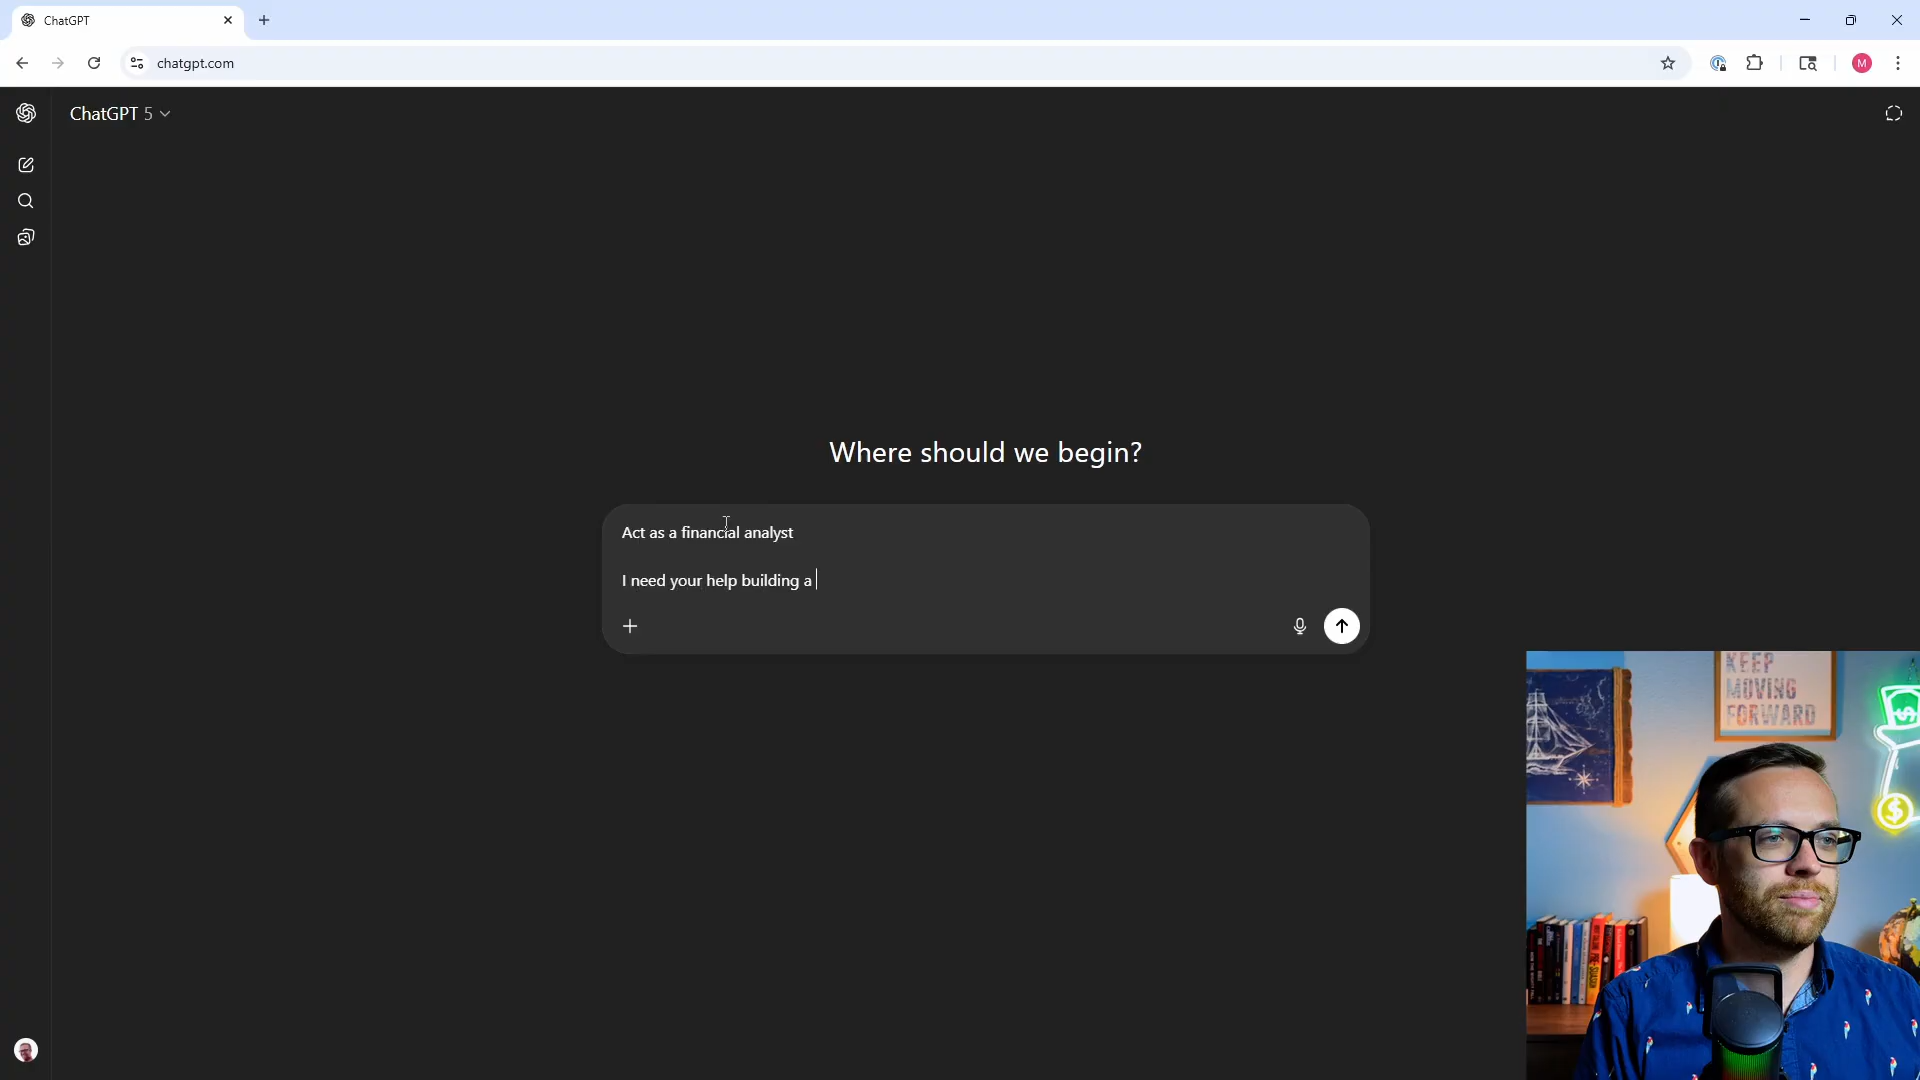 ChatGPT
chatgpt.com
M
ChatGPT 5
Where should we begin?
Act as a financial analyst
I need your help building a
KEEP
MOVING
FORWARD